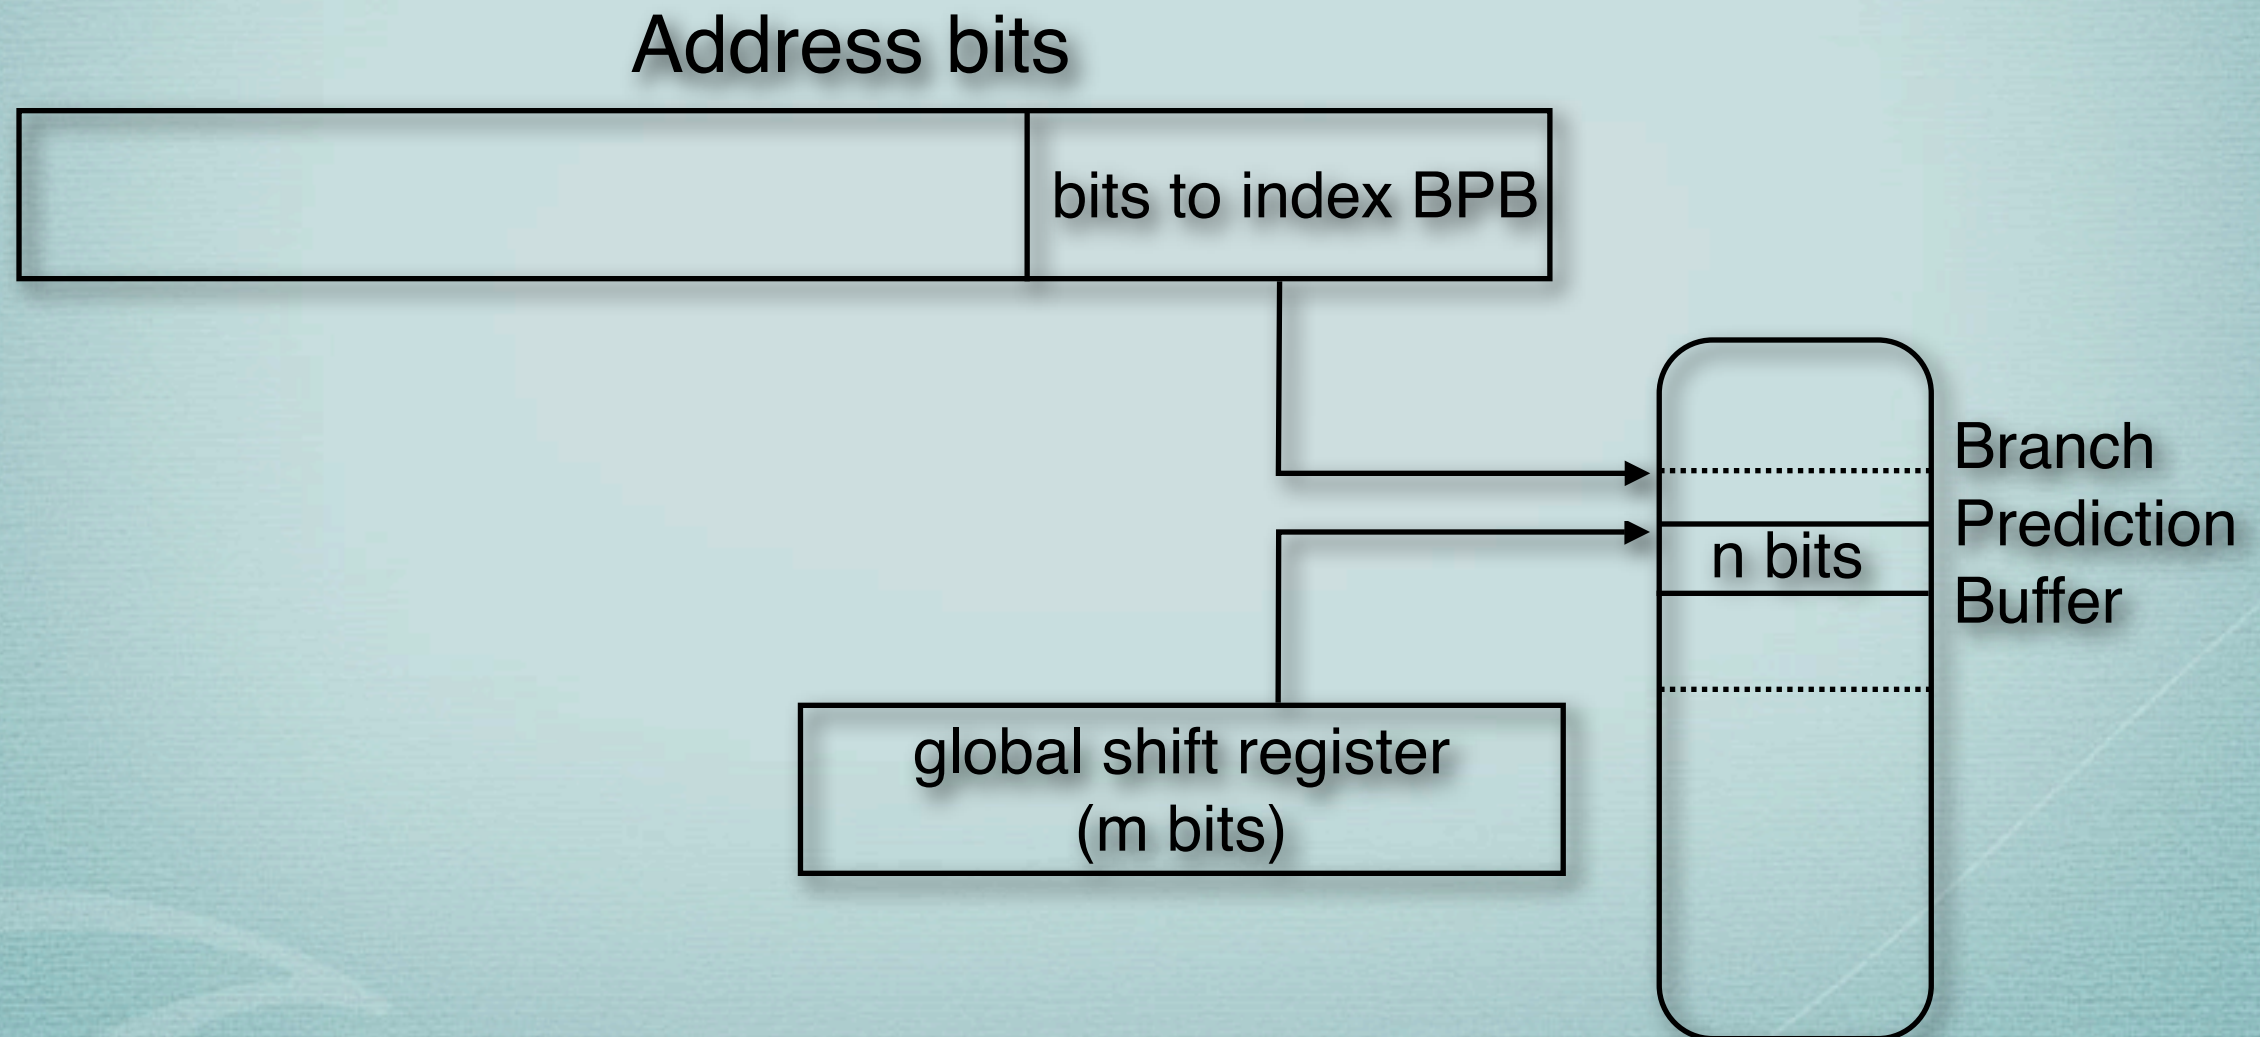 Address bits
bits to index BPB
Branch
Prediction
Buffer
n bits
global shift register
(m bits)